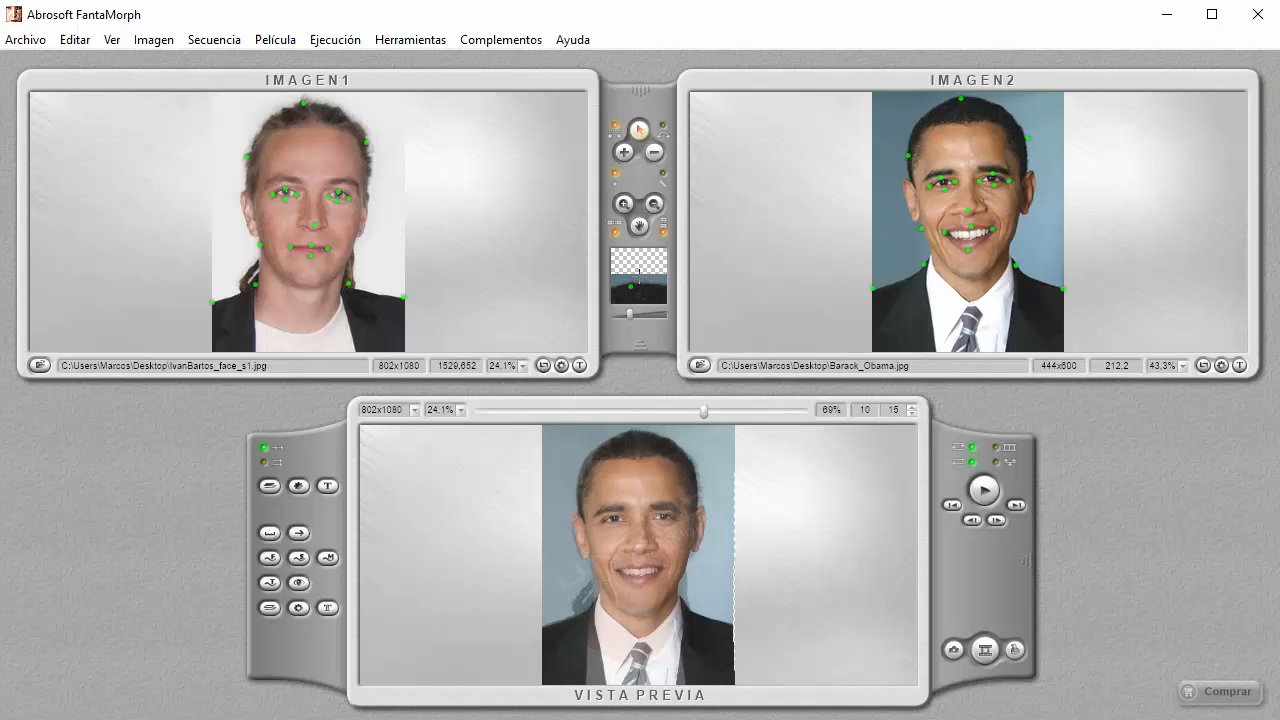 Abrosoft FantaMorph
Archivo Editar Ver Imagen Secuencia Película Ejecución Herramientas Complementos Ayuda
IMAGEN1
IMAGEN2
C:\Users\Marcos\Desktop\IvanBartos_face_s1.jpg 802x1080 1529,652 24.1% T
C:\Users\Marcos\Desktop\Barack_Obama.jpg 444x600 212,2 43.3% T
802x1080 24.1% 69% 10 15
T
T
VISTA PREVIA
Comprar